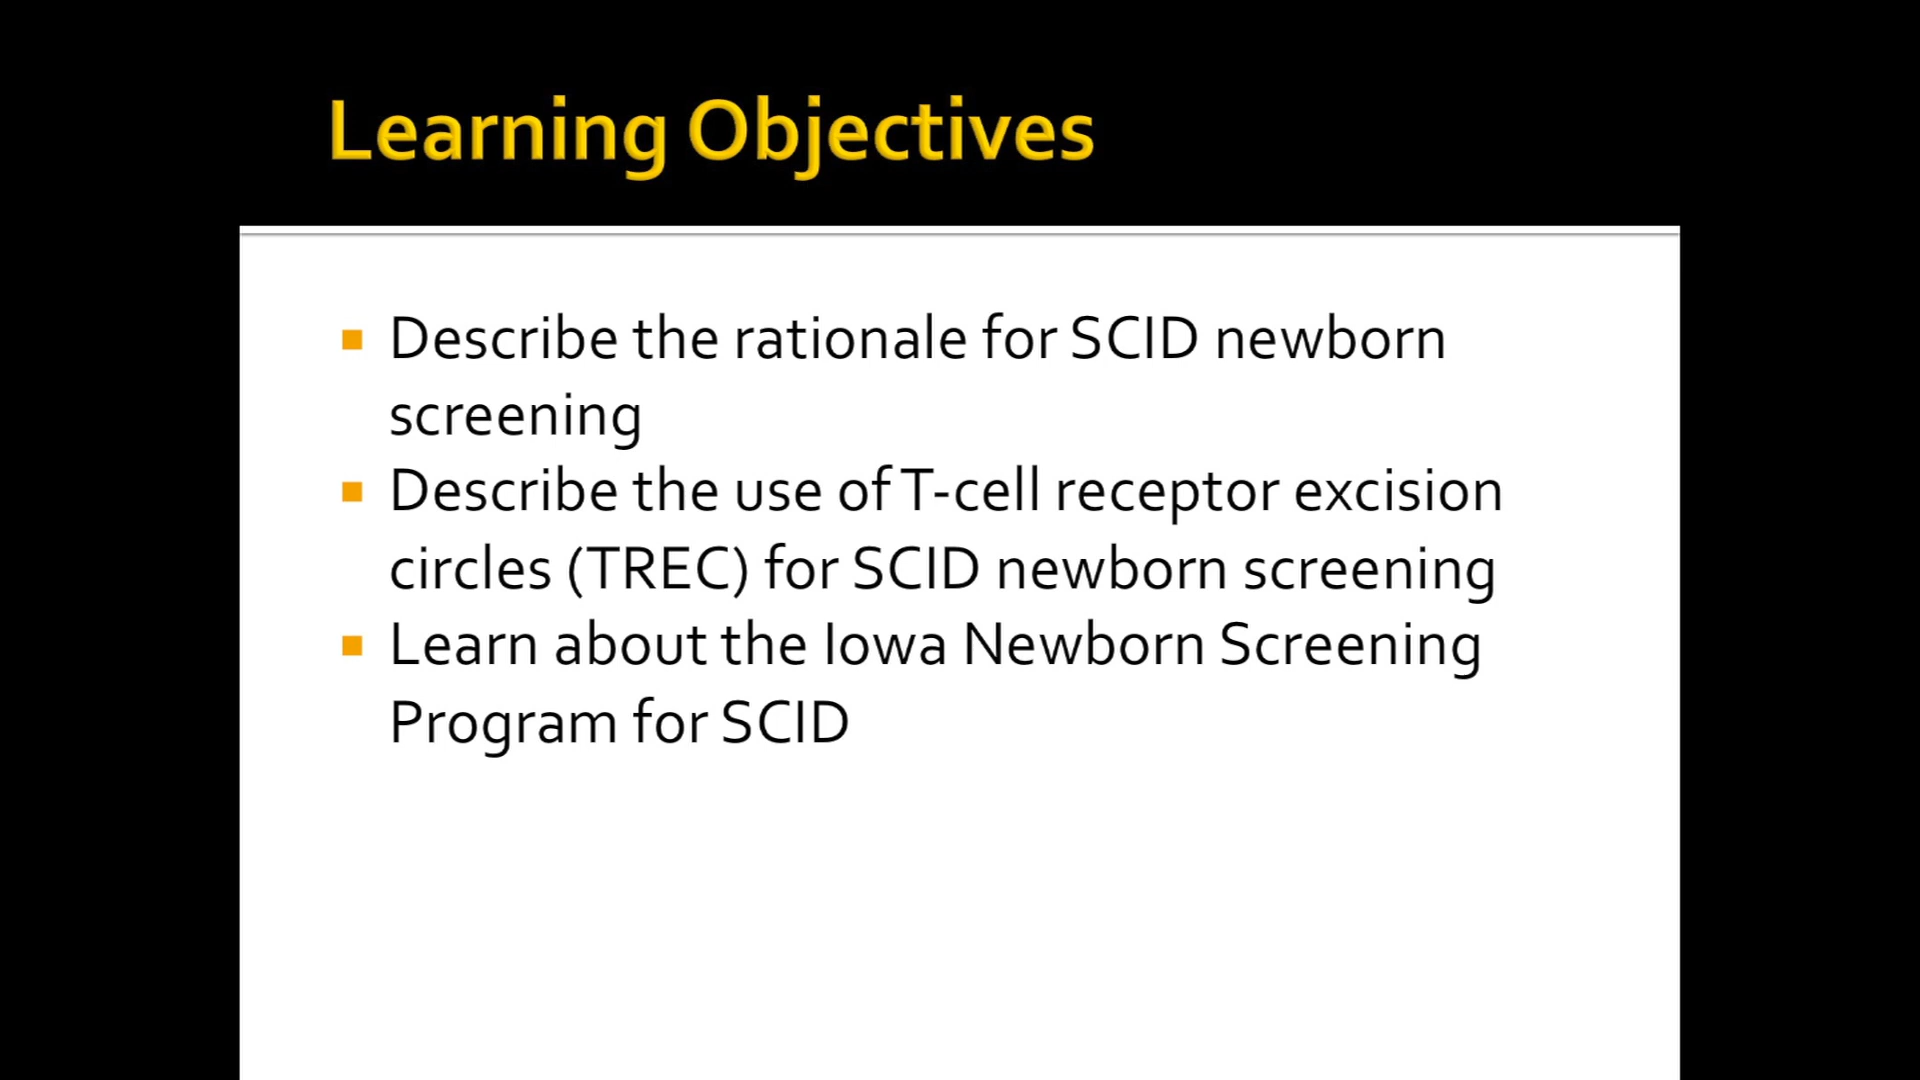 Learning Objectives
Describe the rationale for SCID newborn
screening
Describe the use of T-cell receptor excision
circles (TREC) for SCID newborn screening
Learn about the Iowa Newborn Screening
Program for SCID